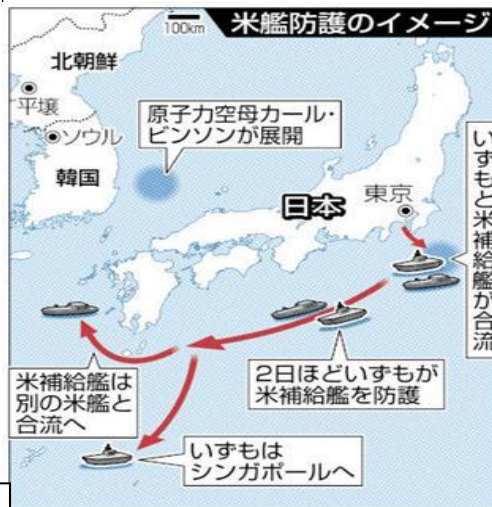 米艦防護のイメージ
100km
北朝鮮
平壌
ソウル
韓国
原子力空母カール・
ビンソンが展開
日本
東京
いずもと米補給艦が合流
2日ほどいずもが
米補給艦を防護
米補給艦は
別の米艦と
合流へ
いずもは
シンガポールへ